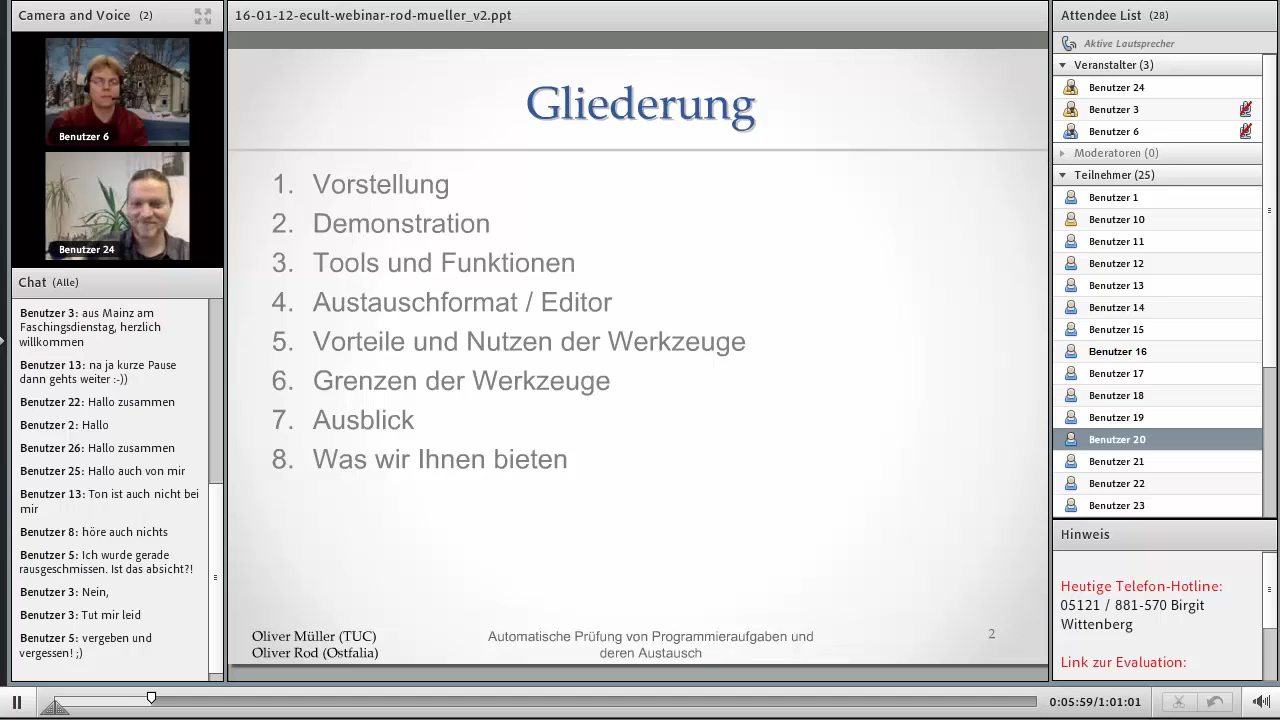 Camera and Voice (2)
Benutzer 6
Benutzer 24
Chat (Alle)
Benutzer 3: aus Mainz am
Faschingsdienstag, herzlich
willkommen
Benutzer 13: na ja kurze Pause
dann gehts weiter :-))
Benutzer 22: Hallo zusammen
Benutzer 2: Hallo
Benutzer 26: Hallo zusammen
Benutzer 25: Hallo auch von mir
Benutzer 13: Ton ist auch nicht bei
mir
Benutzer 8: höre auch nichts
Benutzer 5: Ich wurde gerade
rausgeschmissen. Ist das absicht?!
Benutzer 3: Nein,
Benutzer 3: Tut mir leid
Benutzer 5: vergeben und
vergessen! ;)
16-01-12-ecult-webinar-rod-mueller_v2.ppt
Gliederung
1. Vorstellung
2. Demonstration
3. Tools und Funktionen
4. Austauschformat / Editor
5. Vorteile und Nutzen der Werkzeuge
6. Grenzen der Werkzeuge
7. Ausblick
8. Was wir Ihnen bieten
Oliver Müller (TUC)
Oliver Rod (Ostfalia)
Automatische Prüfung von Programmieraufgaben und
deren Austausch
2
Attendee List (28)
Aktive Lautsprecher
Veranstalter (3)
Benutzer 24
Benutzer 3
Benutzer 6
Moderatoren (0)
Teilnehmer (25)
Benutzer 1
Benutzer 10
Benutzer 11
Benutzer 12
Benutzer 13
Benutzer 14
Benutzer 15
Benutzer 16
Benutzer 17
Benutzer 18
Benutzer 19
Benutzer 20
Benutzer 21
Benutzer 22
Benutzer 23
Hinweis
Heutige Telefon-Hotline:
05121 / 881-570 Birgit
Wittenberg
Link zur Evaluation:
0:05:59/1:01:01